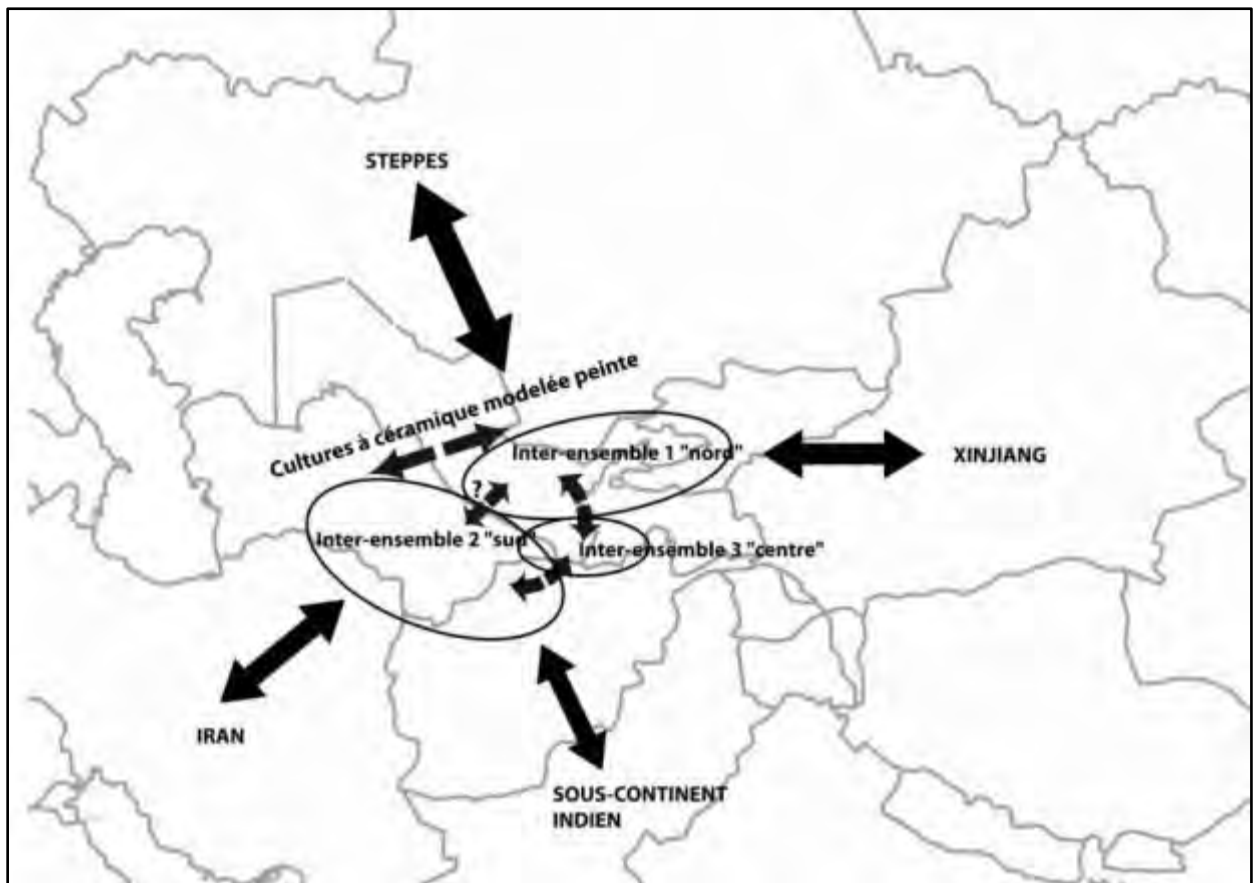 STEPPES
Cultures à céramique modelée peinte
Inter-ensemble 1 "nord"
XINJIANG
?
Inter-ensemble 2 "sud"
Inter-ensemble 3 "centre"
IRAN
SOUS-CONTINENT
INDIEN